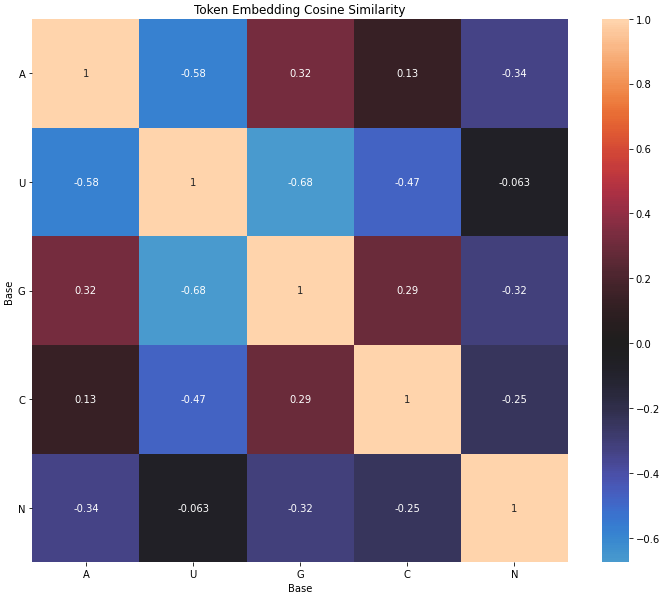 Token Embedding Cosine Similarity
A 1 -0.58 0.32 0.13 -0.34
U -0.58 1 -0.68 -0.47 -0.063
G 0.32 -0.68 1 0.29 -0.32
C 0.13 -0.47 0.29 1 -0.25
N -0.34 -0.063 -0.32 -0.25 1
A U G C N
Base
Base
1.0
0.8
0.6
0.4
0.2
0.0
−0.2
−0.4
−0.6